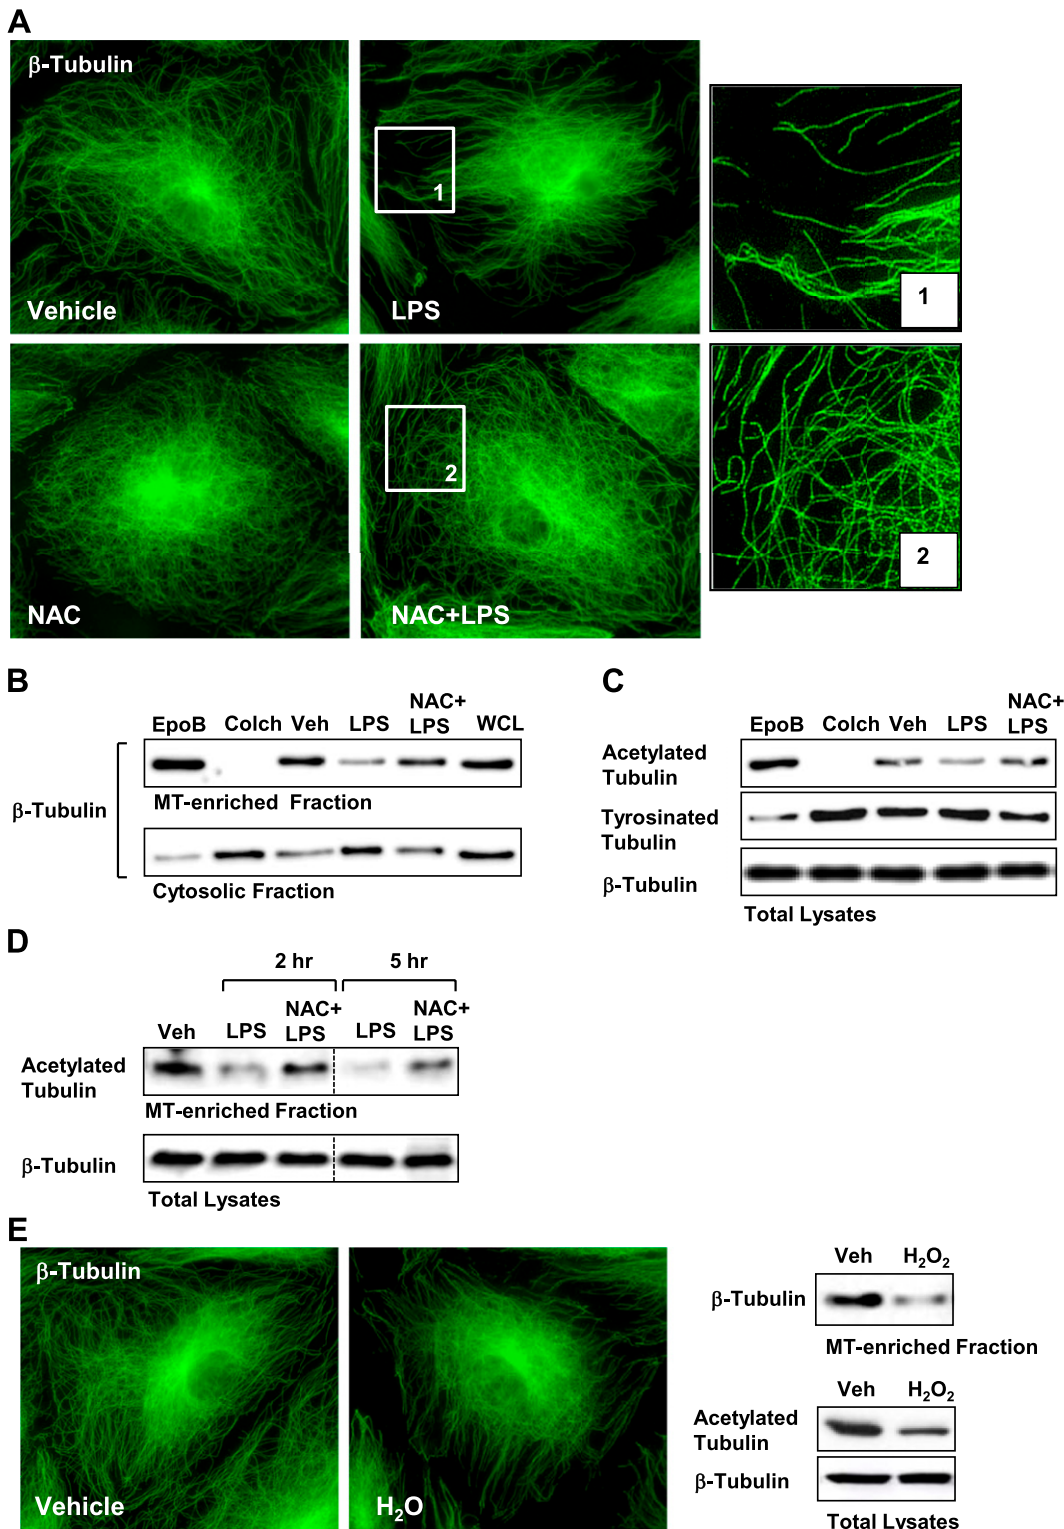 A
β-Tubulin
1
Vehicle
LPS
1
2
NAC
NAC+LPS
2
B
EpoB Colch Veh LPS NAC+
LPS WCL
β-Tubulin
MT-enriched Fraction
Cytosolic Fraction
C
EpoB Colch Veh LPS NAC+
LPS
Acetylated
Tubulin
Tyrosinated
Tubulin
β-Tubulin
Total Lysates
D
2 hr 5 hr
Veh LPS NAC+
LPS LPS NAC+
LPS
Acetylated
Tubulin
MT-enriched Fraction
β-Tubulin
Total Lysates
E
β-Tubulin
Vehicle
H₂O
Veh H₂O₂
β-Tubulin
MT-enriched Fraction
Veh H₂O₂
Acetylated
Tubulin
β-Tubulin
Total Lysates